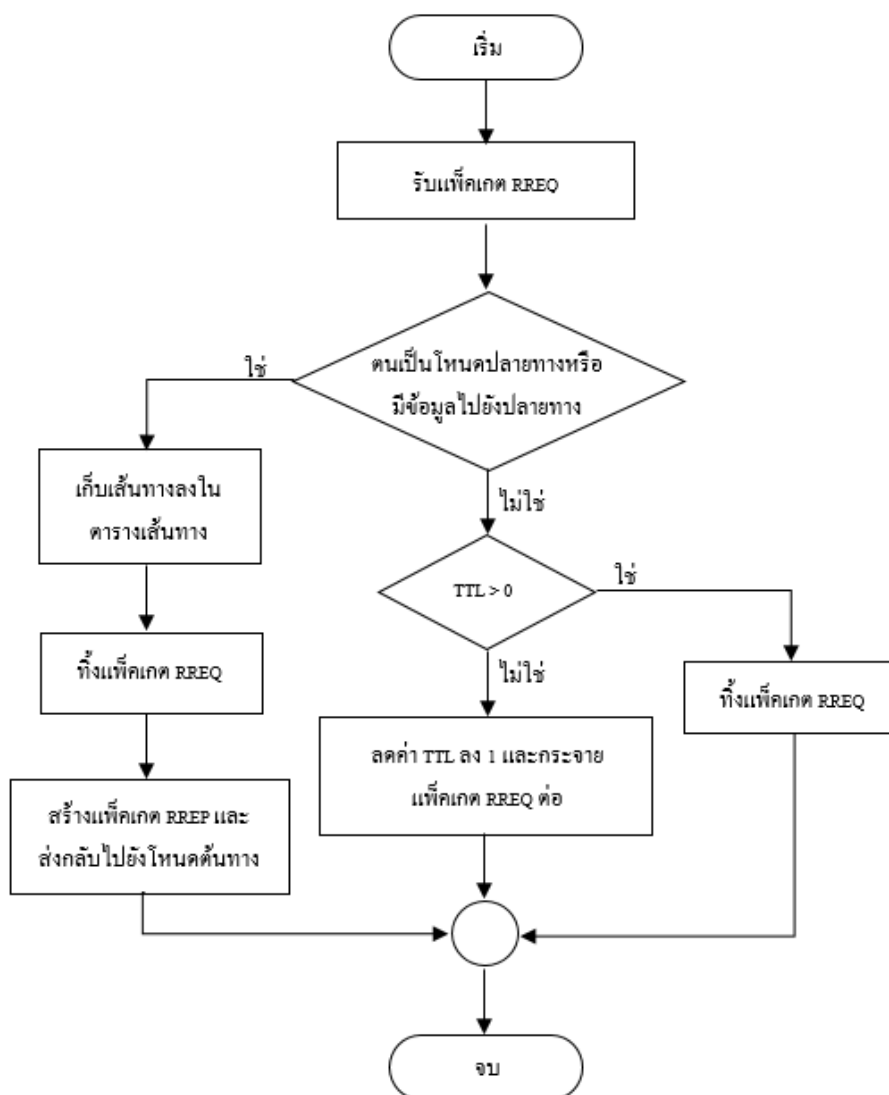 เริ่ม
รับแพ็คเกต RREQ
ตนเป็นโหนดปลายทางหรือ
มีข้อมูลไปยังปลายทาง
ใช่
เก็บเส้นทางลงใน
ตารางเส้นทาง
ทิ้งแพ็คเกต RREQ
สร้างแพ็คเกต RREP และ
ส่งกลับไปยังโหนดต้นทาง
ไม่ใช่
TTL > 0
ใช่
ทิ้งแพ็คเกต RREQ
ไม่ใช่
ลดค่า TTL ลง 1 และกระจาย
แพ็คเกต RREQ ต่อ
จบ